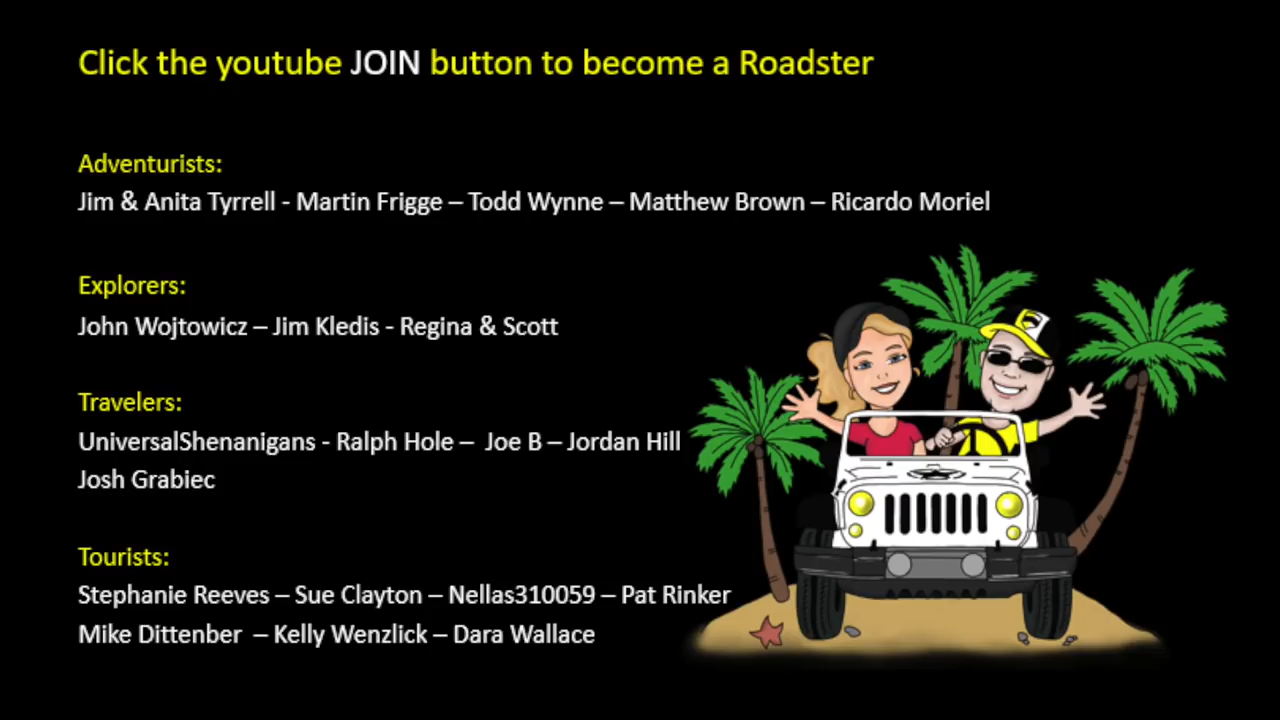 Click the youtube JOIN button to become a Roadster
Adventurists:
Jim & Anita Tyrrell - Martin Frigge – Todd Wynne – Matthew Brown – Ricardo Moriel
Explorers:
John Wojtowicz – Jim Kledis - Regina & Scott
Travelers:
UniversalShenanigans - Ralph Hole – Joe B – Jordan Hill
Josh Grabiec
Tourists:
Stephanie Reeves – Sue Clayton – Nellas310059 – Pat Rinker
Mike Dittenber – Kelly Wenzlick – Dara Wallace